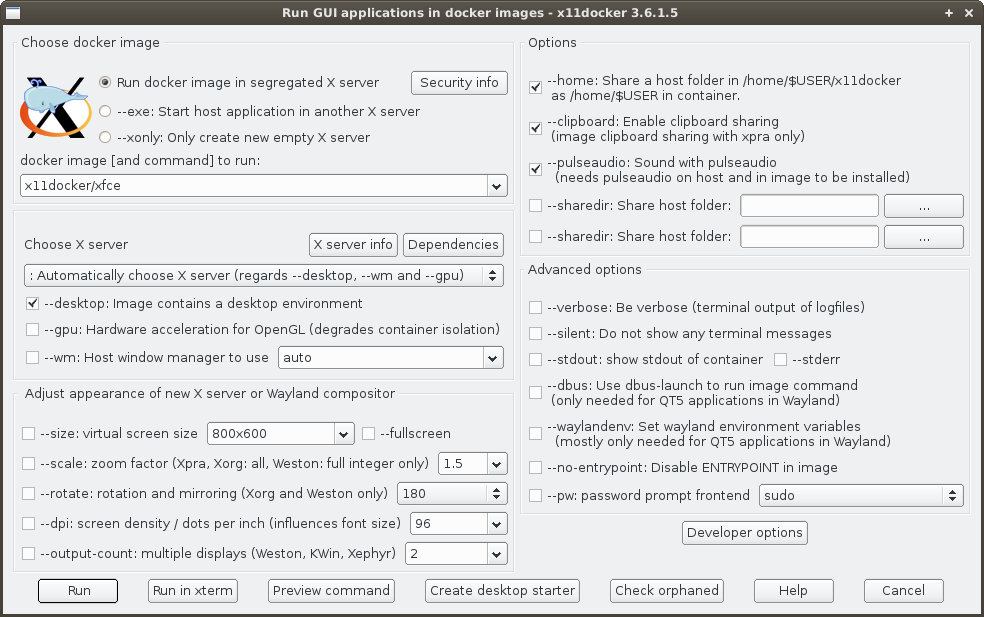 Run GUI applications in docker images - x11docker 3.6.1.5
Choose docker image
Run docker image in segregated X server
Security info
--exe: Start host application in another X server
--xonly: Only create new empty X server
docker image [and command] to run:
x11docker/xfce
Choose X server
X server info
Dependencies
: Automatically choose X server (regards --desktop, --wm and --gpu)
--desktop: Image contains a desktop environment
--gpu: Hardware acceleration for OpenGL (degrades container isolation)
--wm: Host window manager to use
auto
Adjust appearance of new X server or Wayland compositor
--size: virtual screen size
800x600
--fullscreen
--scale: zoom factor (Xpra, Xorg: all, Weston: full integer only)
1.5
--rotate: rotation and mirroring (Xorg and Weston only)
180
--dpi: screen density / dots per inch (influences font size)
96
--output-count: multiple displays (Weston, KWin, Xephyr)
2
Options
--home: Share a host folder in /home/$USER/x11docker
as /home/$USER in container.
--clipboard: Enable clipboard sharing
(image clipboard sharing with xpra only)
--pulseaudio: Sound with pulseaudio
(needs pulseaudio on host and in image to be installed)
--sharedir: Share host folder:
...
--sharedir: Share host folder:
...
Advanced options
--verbose: Be verbose (terminal output of logfiles)
--silent: Do not show any terminal messages
--stdout: show stdout of container
--stderr
--dbus: Use dbus-launch to run image command
(only needed for QT5 applications in Wayland)
--waylandenv: Set wayland environment variables
(mostly only needed for QT5 applications in Wayland)
--no-entrypoint: Disable ENTRYPOINT in image
--pw: password prompt frontend
sudo
Developer options
Run
Run in xterm
Preview command
Create desktop starter
Check orphaned
Help
Cancel